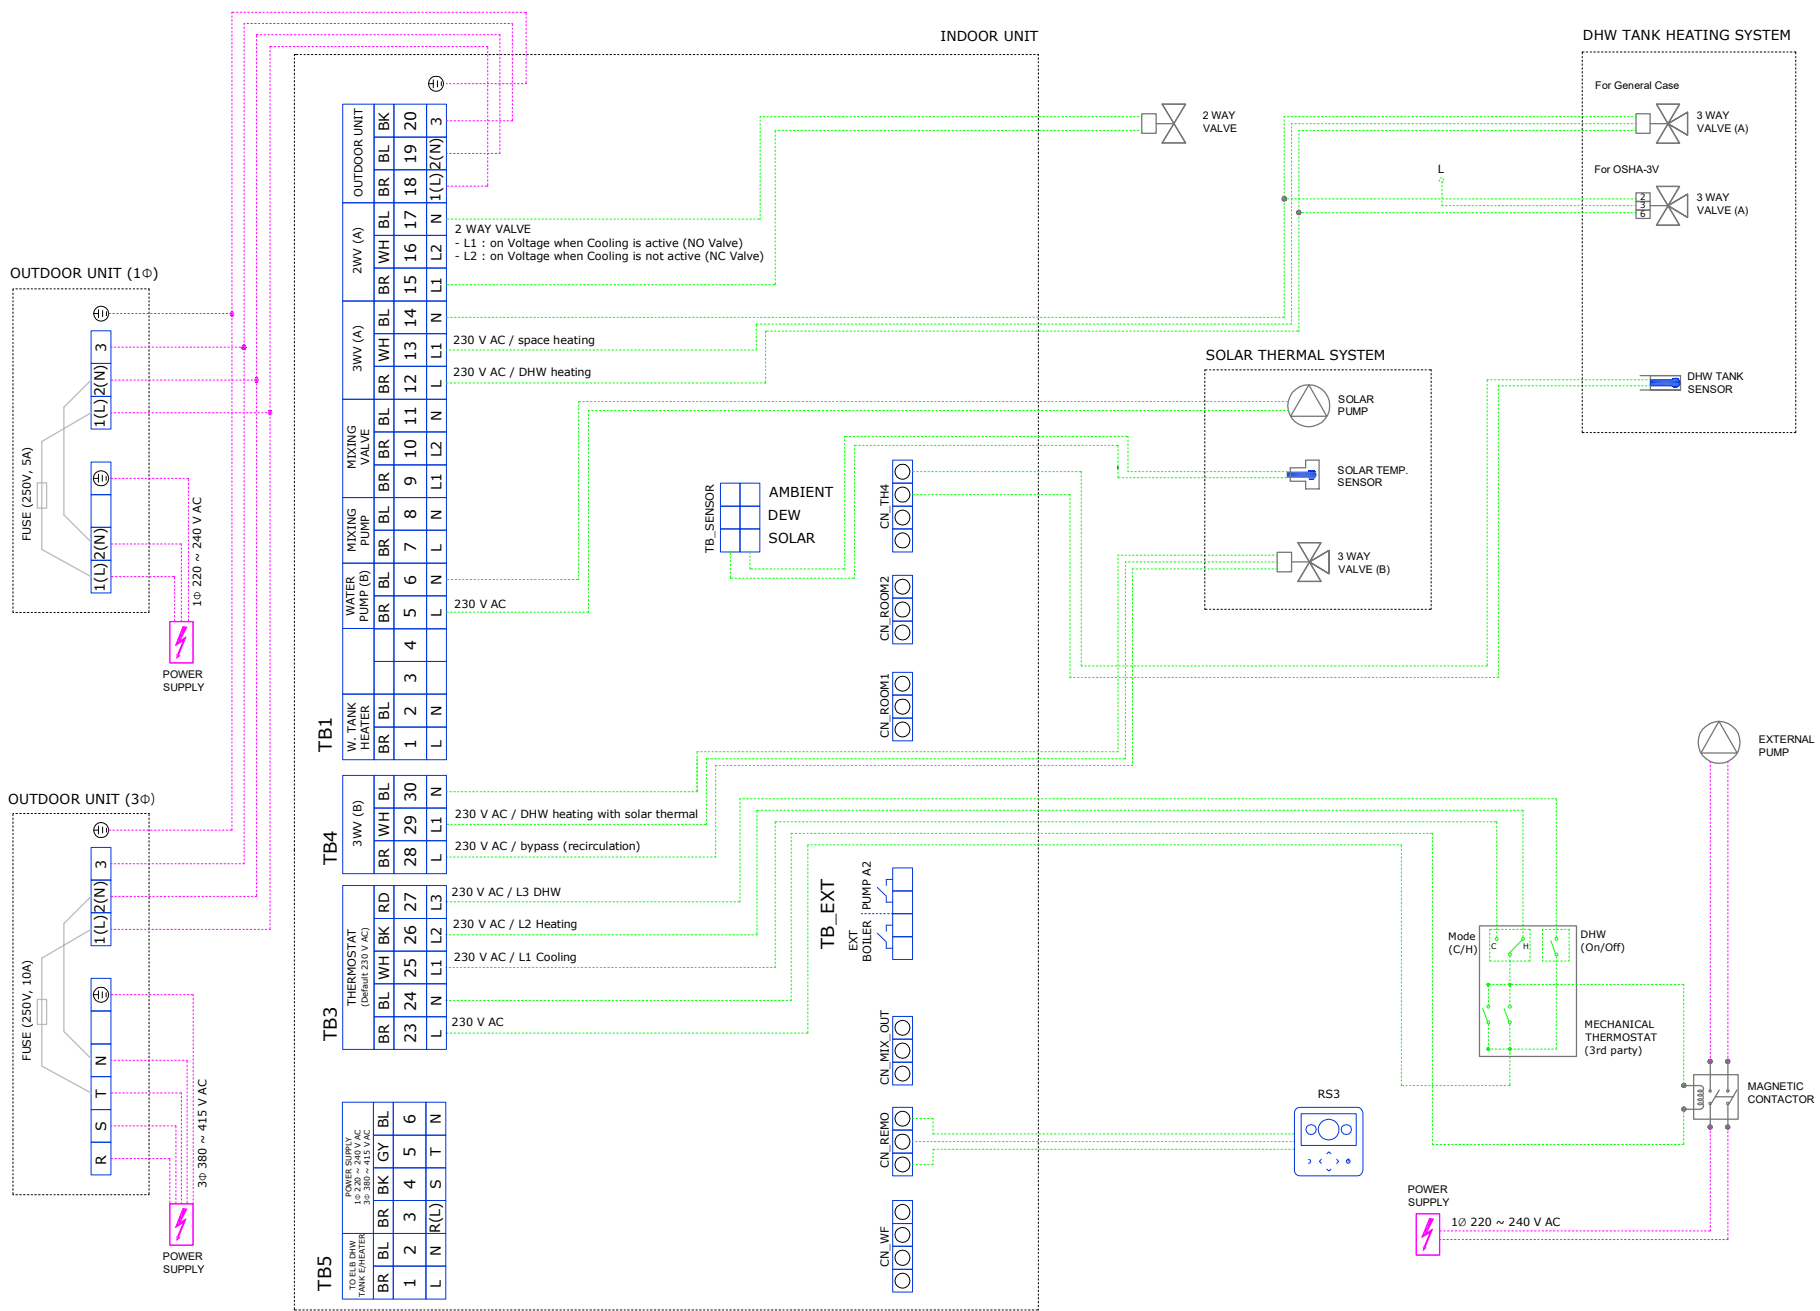 INDOOR UNIT
DHW TANK HEATING SYSTEM
For General Case
3 WAY
VALVE (A)
For OSHA-3V
L
2
3
6
3 WAY
VALVE (A)
DHW TANK
SENSOR
2 WAY
VALVE
OUTDOOR UNIT (1Φ)
3
2(N)
1(L)
FUSE (250V, 5A)
2(N)
1(L)
1Φ 220 ~ 240 V AC
POWER
SUPPLY
OUTDOOR UNIT (3Φ)
3
2(N)
1(L)
FUSE (250V, 10A)
N
T
S
R
3Φ 380 ~ 415 V AC
POWER
SUPPLY
TB1
OUTDOOR UNIT
BK 20 3
BL 19 2(N)
BR 18 1(L)
2WV (A)
BL 17 N
WH 16 L2
BR 15 L1
2 WAY VALVE
- L1 : on Voltage when Cooling is active (NO Valve)
- L2 : on Voltage when Cooling is not active (NC Valve)
3WV (A)
BL 14 N
WH 13 L1
BR 12 L
230 V AC / space heating
230 V AC / DHW heating
MIXING
VALVE
BL 11 N
BR 10 L2
BR 9 L1
MIXING
PUMP
BL 8 N
BR 7 L
WATER
PUMP (B)
BL 6 N
BR 5 L
230 V AC
4
3
W. TANK
HEATER
BL 2 N
BR 1 L
TB4
3WV (B)
BL 30 N
WH 29 L1
BR 28 L
230 V AC / DHW heating with solar thermal
230 V AC / bypass (recirculation)
TB3
THERMOSTAT
(Default 230 V AC)
RD 27 L3
BK 26 L2
WH 25 L1
BL 24 N
BR 23 L
230 V AC / L3 DHW
230 V AC / L2 Heating
230 V AC / L1 Cooling
230 V AC
TB5
POWER SUPPLY
1Φ 220 ~ 240 V AC
3Φ 380 ~ 415 V AC
BL 6 N
GY 5 T
BK 4 S
BR 3 R(L)
TO ELB DHW
TANK E/HEATER
BL 2 N
BR 1 L
TB_SENSOR
AMBIENT
DEW
SOLAR
CN_TH4
CN_ROOM2
CN_ROOM1
TB_EXT
PUMP A2
EXT
BOILER
CN_MIX_OUT
CN_REMO
CN_WF
SOLAR THERMAL SYSTEM
SOLAR
PUMP
SOLAR TEMP.
SENSOR
3 WAY
VALVE (B)
EXTERNAL
PUMP
Mode
(C/H)
C
H
DHW
(On/Off)
MECHANICAL
THERMOSTAT
(3rd party)
MAGNETIC
CONTACTOR
RS3
POWER
SUPPLY
1Ø 220 ~ 240 V AC